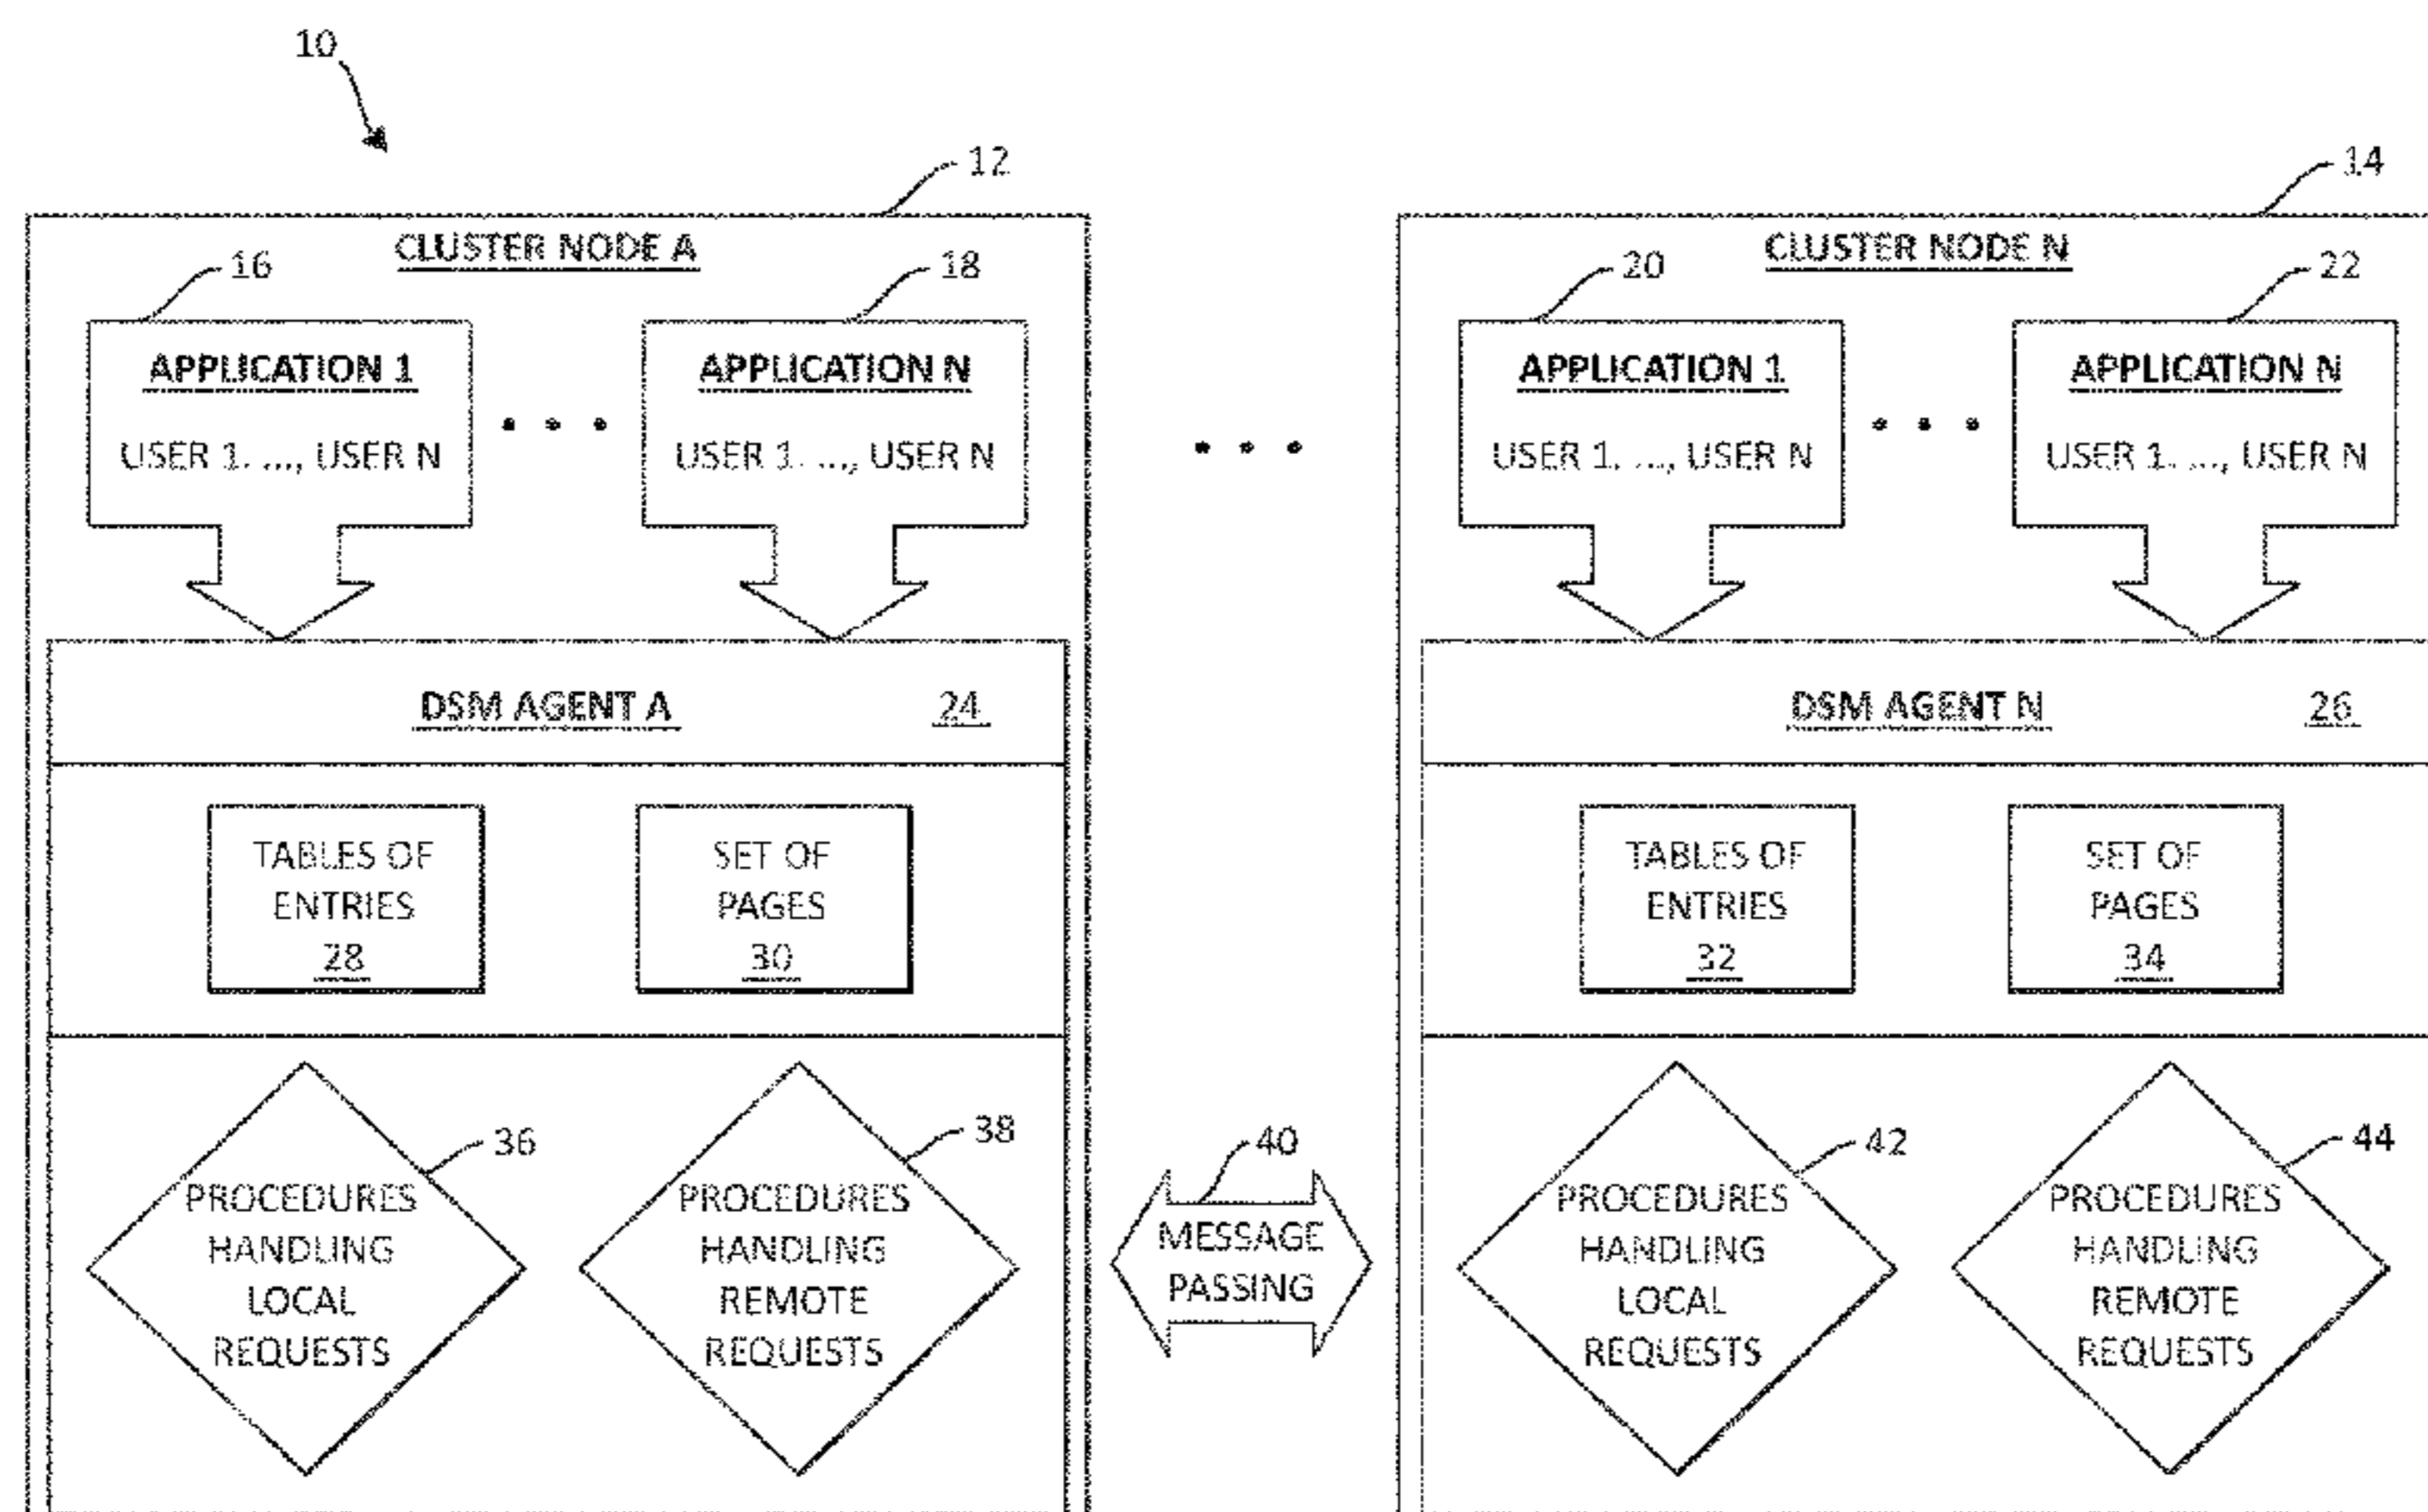 10
12
14
CLUSTER NODE A
CLUSTER NODE N
16
18
20
22
APPLICATION 1
USER 1. ..., USER N
APPLICATION N
USER 1. ..., USER N
APPLICATION 1
USER 1. ..., USER N
APPLICATION N
USER 1. ..., USER N
DSM AGENT A
24
DSM AGENT N
26
TABLES OF
ENTRIES
28
SET OF
PAGES
30
TABLES OF
ENTRIES
32
SET OF
PAGES
34
36
PROCEDURES
HANDLING
LOCAL
REQUESTS
38
PROCEDURES
HANDLING
REMOTE
REQUESTS
40
MESSAGE
PASSING
42
PROCEDURES
HANDLING
LOCAL
REQUESTS
44
PROCEDURES
HANDLING
REMOTE
REQUESTS